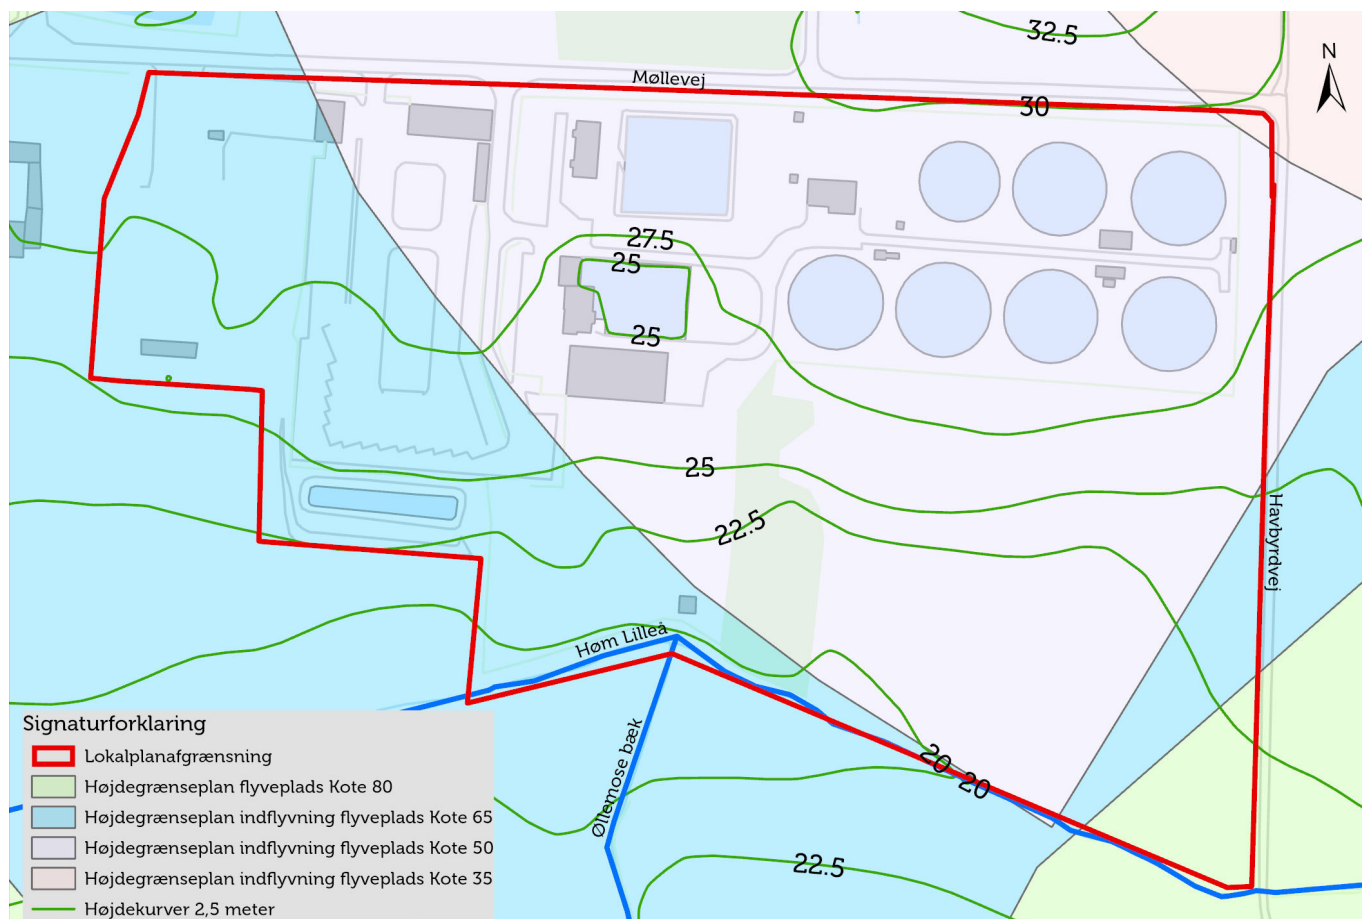 32.5
N
Møllevej
30
27.5
25
25
25
22.5
Havbyrdvej
Høm Lilleå
Øllemose bæk
20
20
22.5
Signaturforklaring
Lokalplanafgrænsning
Højdegrænseplan flyveplads Kote 80
Højdegrænseplan indflyvning flyveplads Kote 65
Højdegrænseplan indflyvning flyveplads Kote 50
Højdegrænseplan indflyvning flyveplads Kote 35
Højdekurver 2,5 meter